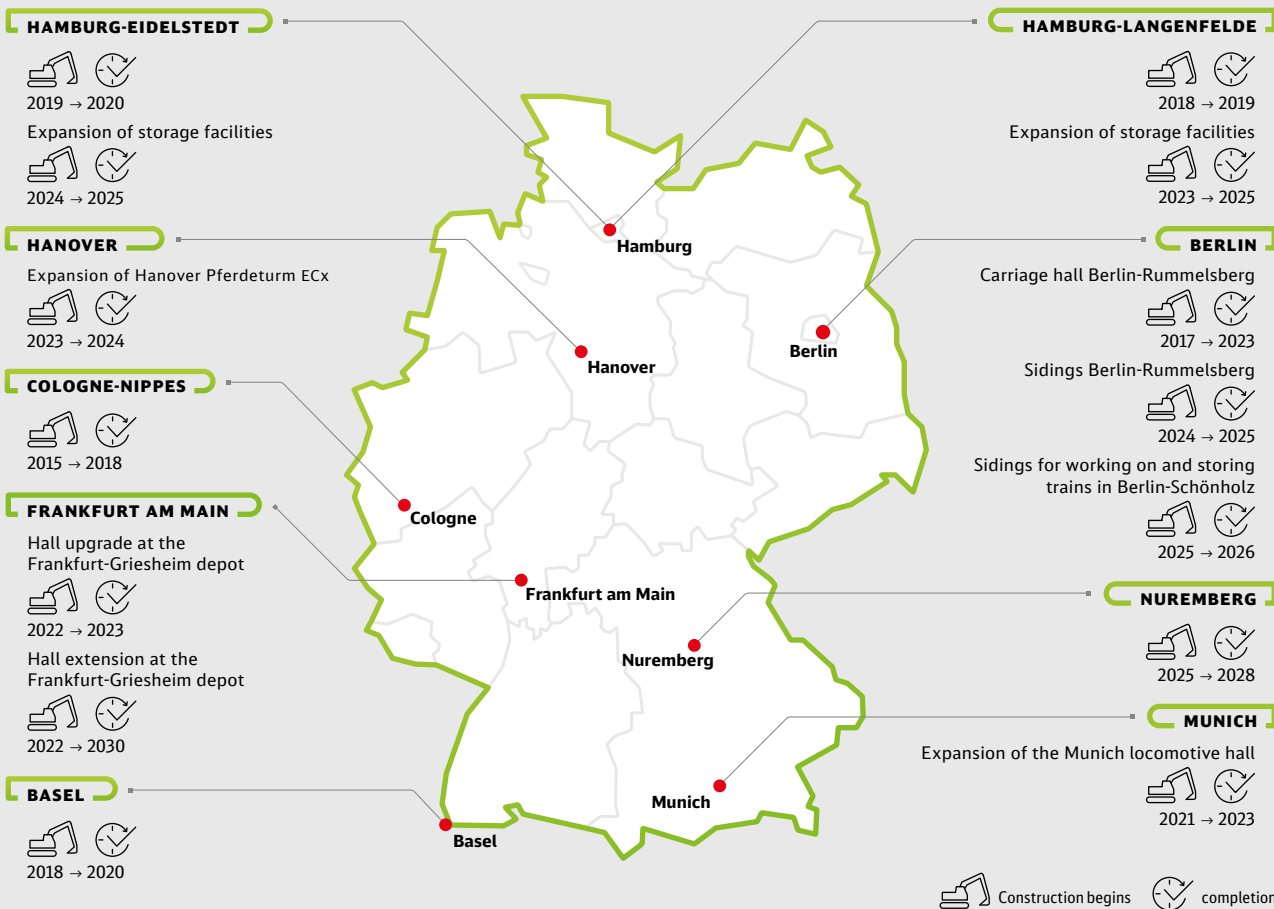 HAMBURG-EIDELSTEDT
2019 → 2020
Expansion of storage facilities
2024 → 2025
HANOVER
Expansion of Hanover Pferdeturm ECx
2023 → 2024
COLOGNE-NIPPES
2015 → 2018
FRANKFURT AM MAIN
Hall upgrade at the
Frankfurt-Griesheim depot
2022 → 2023
Hall extension at the
Frankfurt-Griesheim depot
2022 → 2030
BASEL
2018 → 2020
Hamburg
Berlin
Hanover
Cologne
Frankfurt am Main
Nuremberg
Munich
Basel
HAMBURG-LANGENFELDE
2018 → 2019
Expansion of storage facilities
2023 → 2025
BERLIN
Carriage hall Berlin-Rummelsberg
2017 → 2023
Sidings Berlin-Rummelsberg
2024 → 2025
Sidings for working on and storing
trains in Berlin-Schönholz
2025 → 2026
NUREMBERG
2025 → 2028
MUNICH
Expansion of the Munich locomotive hall
2021 → 2023
Construction begins completion